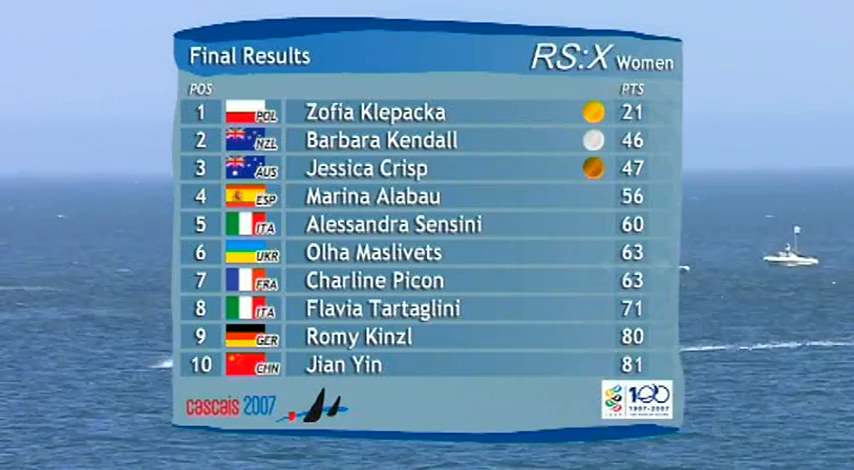 Final Results RS:X Women
POS PTS
1 POL Zofia Klepacka 21
2 NZL Barbara Kendall 46
3 AUS Jessica Crisp 47
4 ESP Marina Alabau 56
5 ITA Alessandra Sensini 60
6 UKR Olha Maslivets 63
7 FRA Charline Picon 63
8 ITA Flavia Tartaglini 71
9 GER Romy Kinzl 80
10 CHN Jian Yin 81
cascais 2007
100
1907-2007